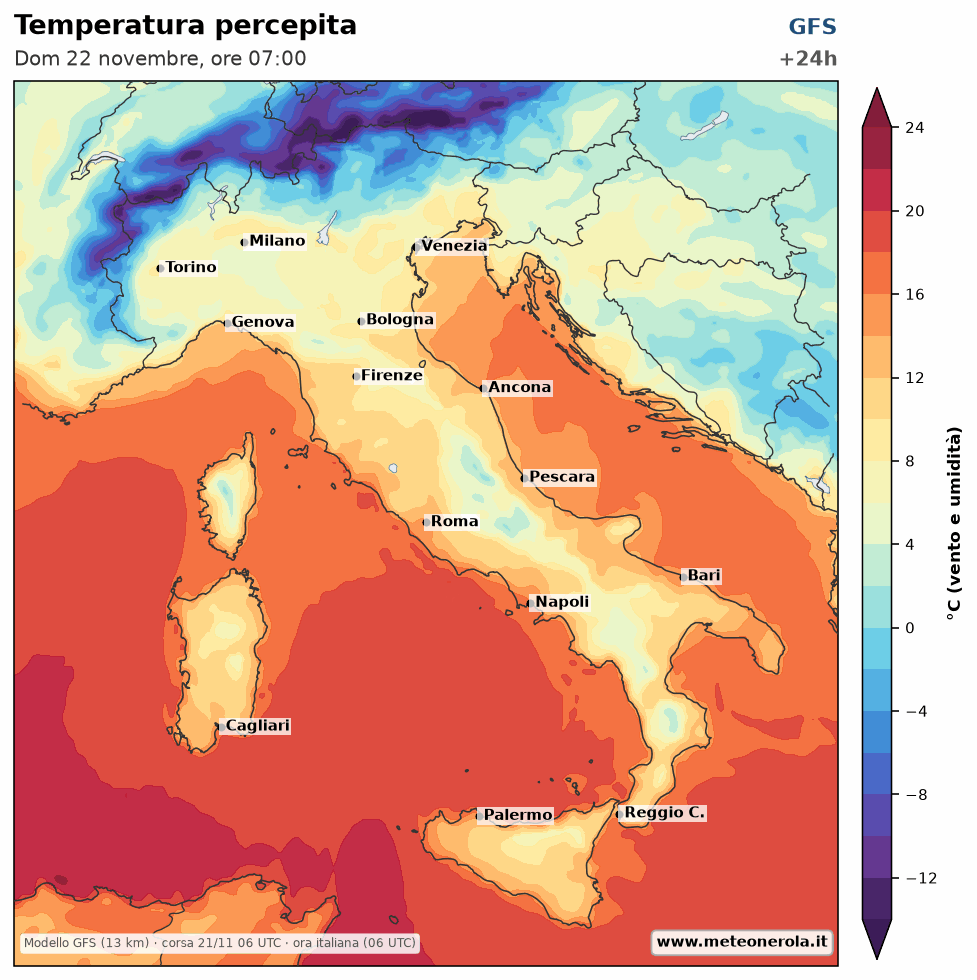 Temperatura percepita
GFS
Dom 22 novembre, ore 07:00
+24h
Milano
Venezia
Torino
Genova
Bologna
Firenze
Ancona
Pescara
Roma
Bari
Napoli
Cagliari
Palermo
Reggio C.
24
20
16
12
8
4
0
−4
−8
−12
°C (vento e umidità)
Modello GFS (13 km) · corsa 21/11 06 UTC · ora italiana (06 UTC)
www.meteonerola.it